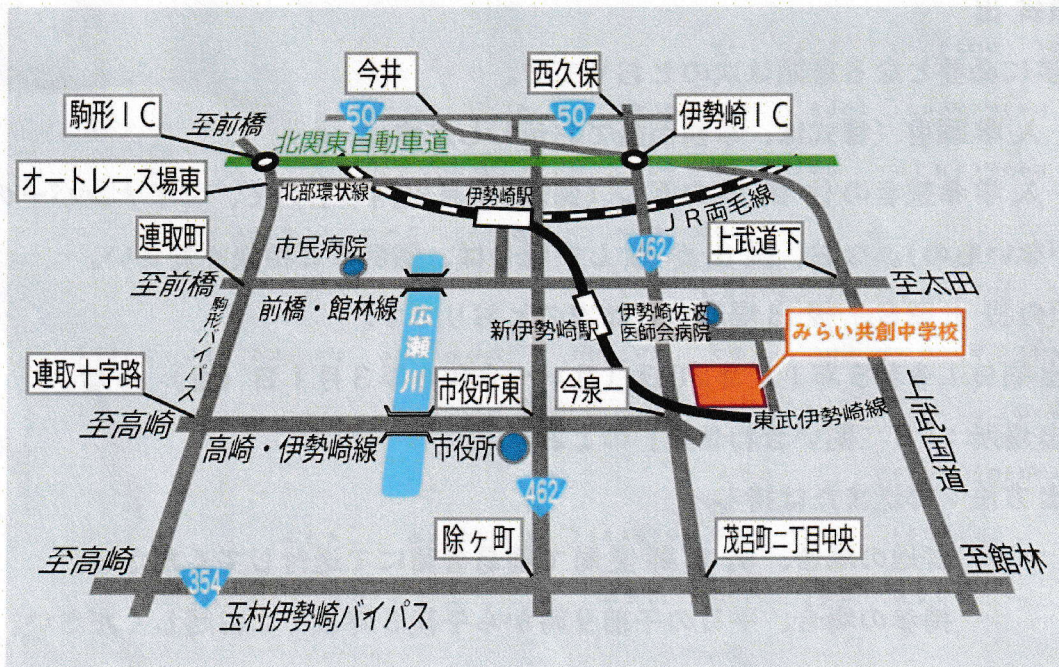 今井
西久保
駒形IC
至前橋
50
50
伊勢崎IC
北関東自動車道
オートレース場東
北部環状線
伊勢崎駅
JR両毛線
連取町
市民病院
462
上武道下
至前橋
前橋・館林線
至太田
駒形バイパス
広瀬川
新伊勢崎駅
伊勢崎佐波
医師会病院
みらい共創中学校
連取十字路
市役所東
今泉一
至高崎
東武伊勢崎線
上武国道
高崎・伊勢崎線
市役所
462
除ヶ町
茂呂町二丁目中央
至高崎
354
至館林
玉村伊勢崎バイパス